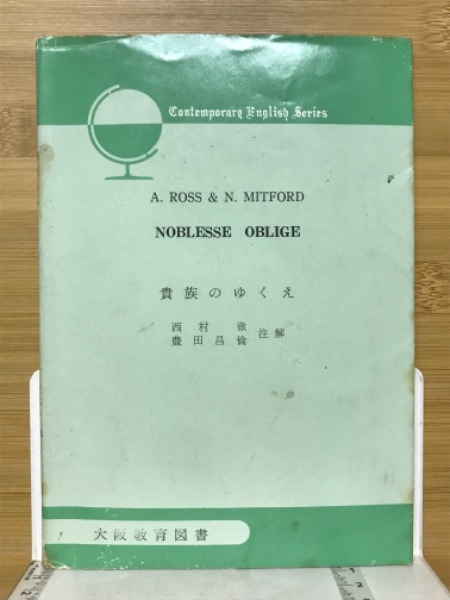 Contemporary English Series
A. ROSS & N. MITFORD
NOBLESSE OBLIGE
貴族のゆくえ
西村徹
豊田昌倫 注解
大阪教育図書